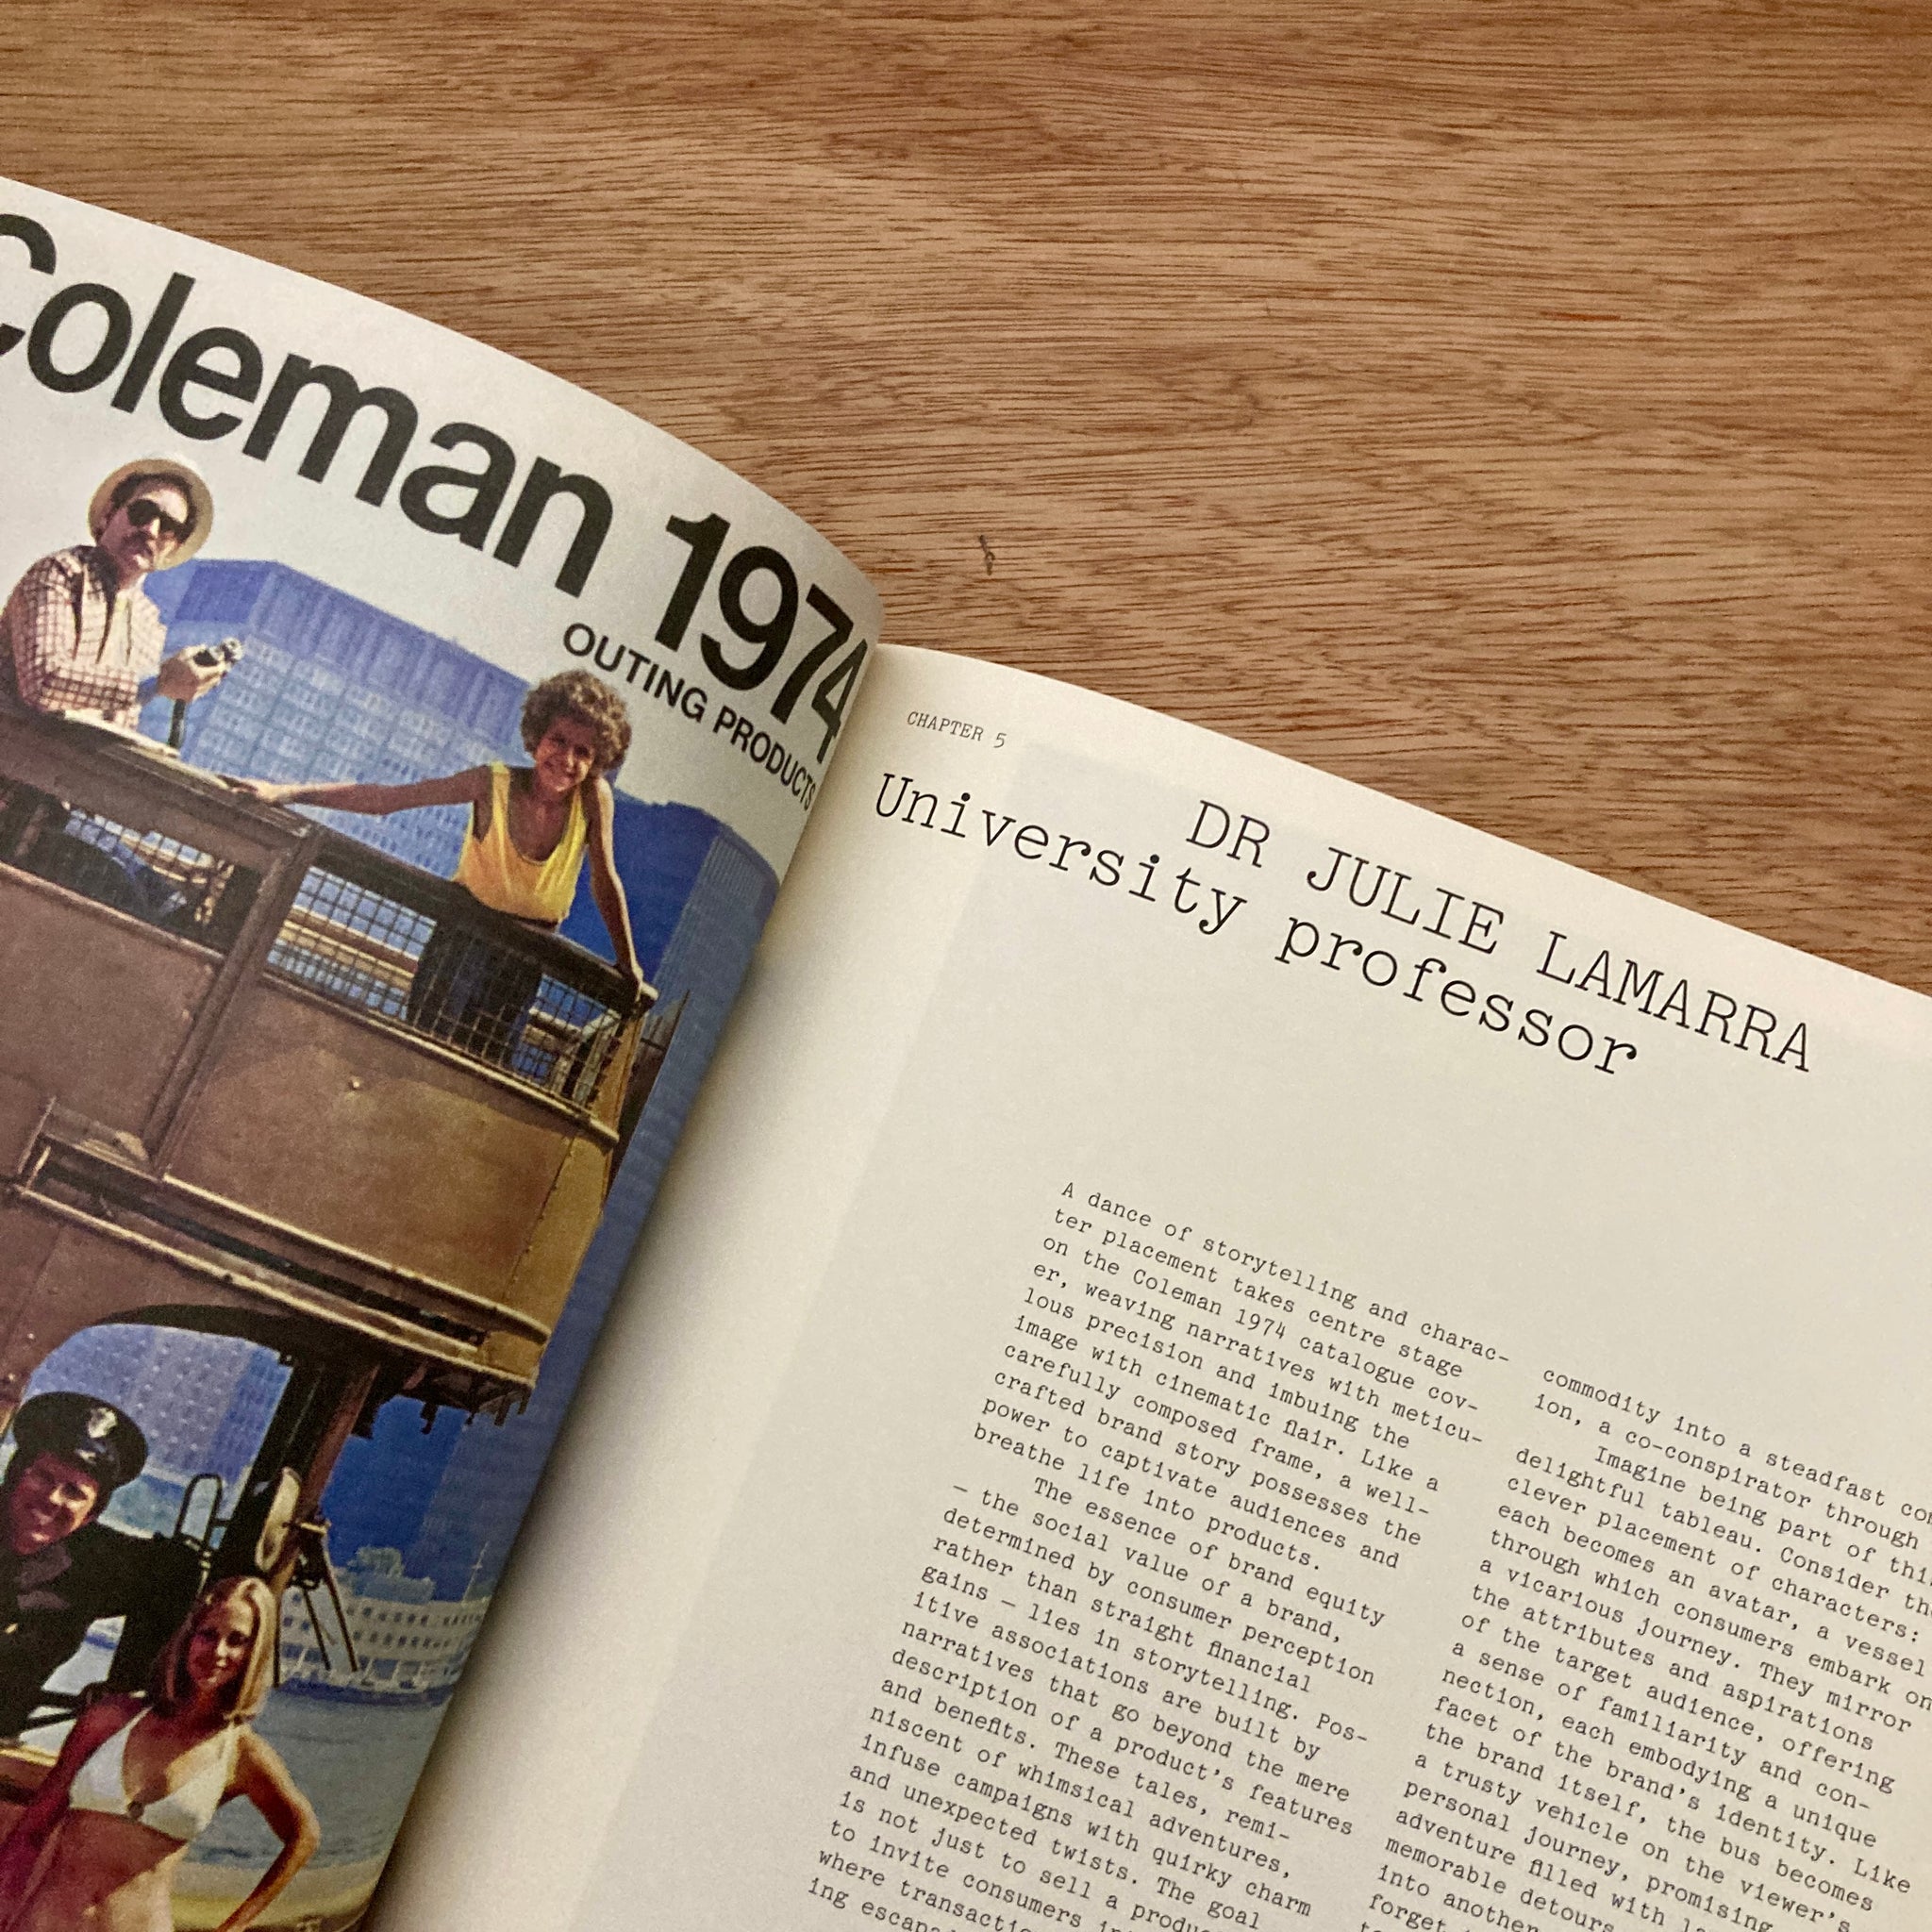 Coleman 1974
OUTING PRODUCTS
CHAPTER 5
DR JULIE LAMARRA
University professor
A dance of storytelling and charac-
ter placement takes centre stage
on the Coleman 1974 catalogue cov-
er, weaving narratives with meticu-
lous precision and imbuing the
image with cinematic flair. Like a
carefully composed frame, a well-
crafted brand story possesses the
power to captivate audiences and
breathe life into products.
The essence of brand equity
— the social value of a brand,
determined by consumer perception
rather than straight financial
gains — lies in storytelling. Pos-
itive associations are built by
narratives that go beyond the mere
description of a product's features
and benefits. These tales, remi-
niscent of whimsical adventures,
infuse campaigns with quirky charm
and unexpected twists. The goal
is not just to sell a product
to invite consumers
where
commodity into a steadfast
ion, a co-conspirator through
Imagine being part of this
delightful tableau. Consider the
clever placement of characters:
each becomes an avatar, a vessel
through which consumers embark on
a vicarious journey. They mirror
the attributes and aspirations
of the target audience, offering
a sense of familiarity and con-
nection, each embodying a unique
facet of the brand's identity. Like
the brand itself, the bus becomes
a trusty vehicle on the viewer's
personal journey, promising
adventure filled with
memorable detours
into another
forget